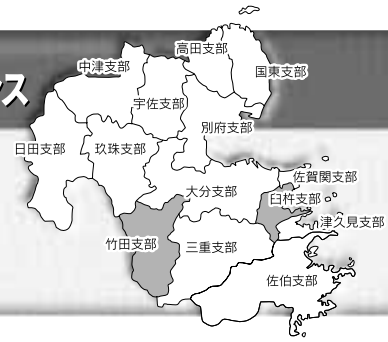 高田支部
中津支部
国東支部
ンス
宇佐支部
別府支部
日田支部
玖珠支部
佐賀関支部
大分支部
臼杵支部
津久見支部
竹田支部
三重支部
佐伯支部